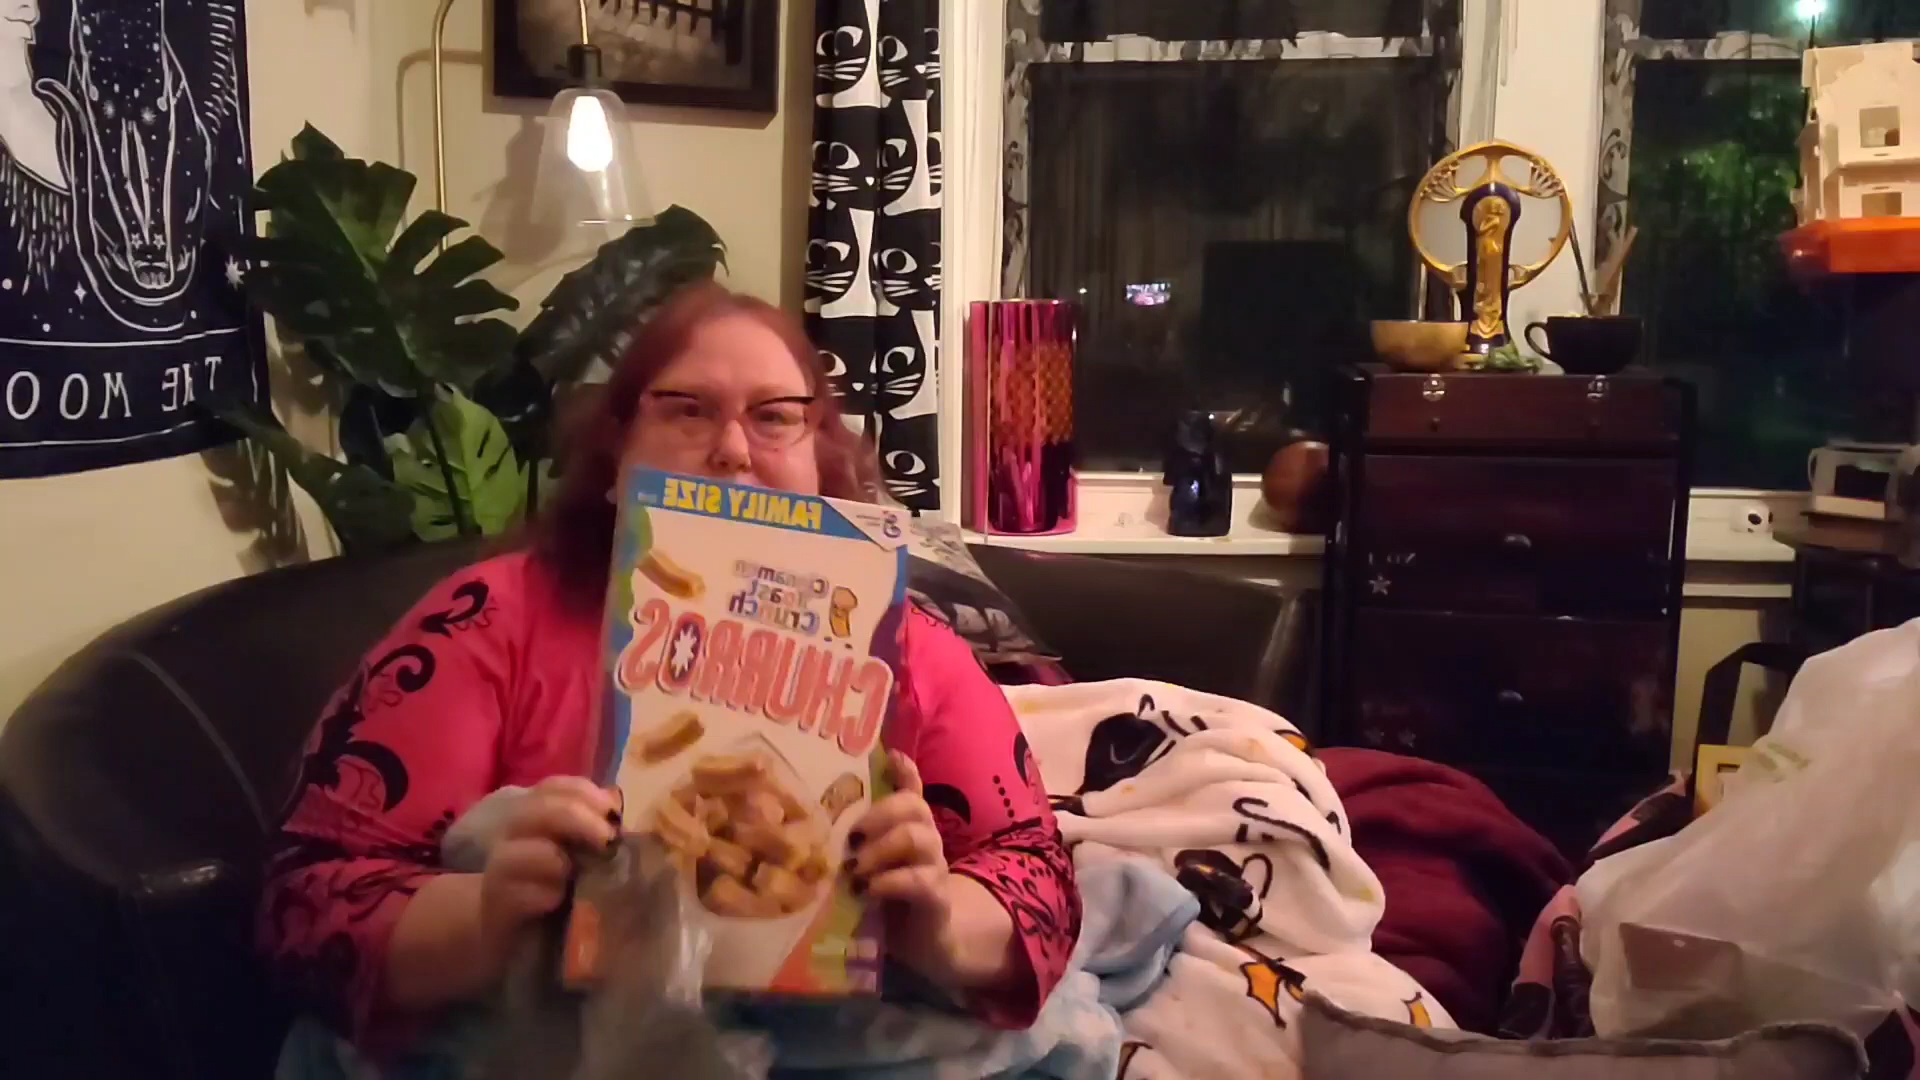 THE MOO
FAMILY SIZE
Cinnamon
Toast
Crunch
CHURROS